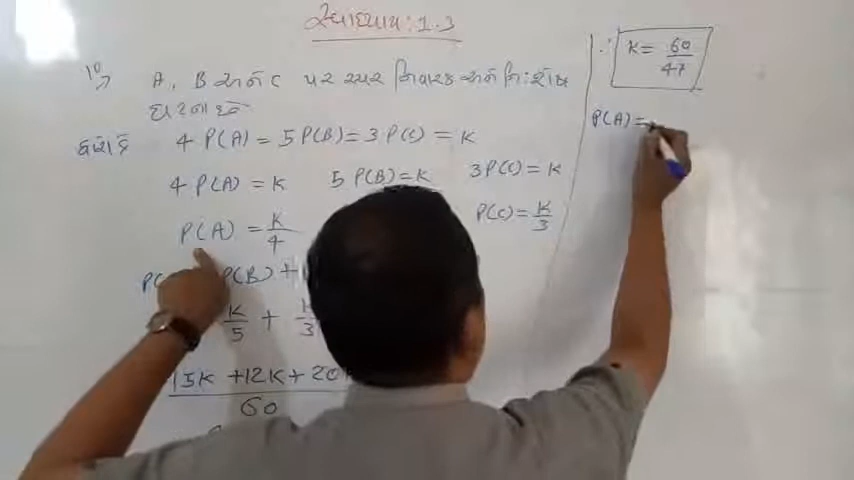 સ્વાધ્યાય: 1.3
10 → A, B અને C પરસ્પર નિવારક અને નિ:શેષ
ઘટના છે
ધારો કે 4 P(A) = 5 P(B) = 3 P(C) = K
4 P(A) = K 5 P(B) = K 3 P(C) = K
P(A) = K/4 P(C) = K/3
P(B) +
K/5 +
15K + 12K + 20
60
∴ K = 60/47
P(A) =